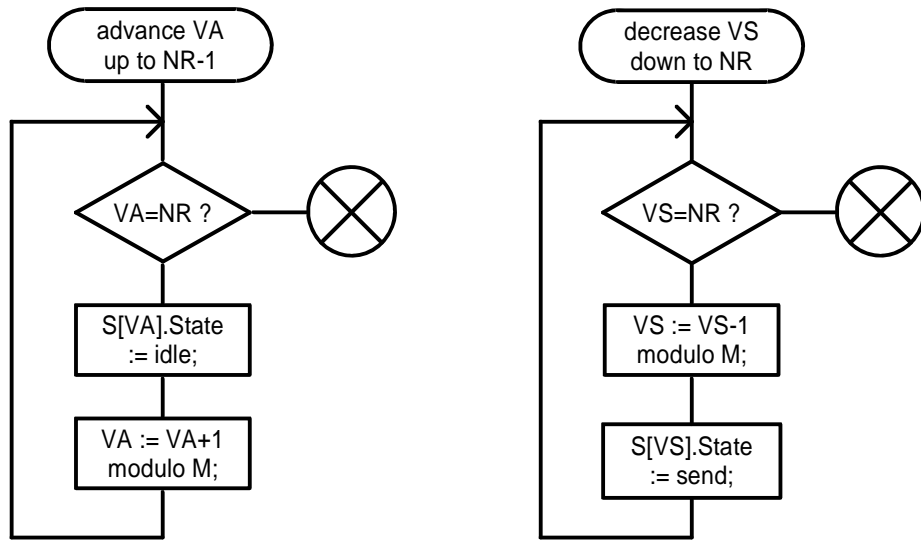 advance VA
up to NR-1
VA=NR ?
S[VA].State
:= idle;
VA := VA+1
modulo M;
decrease VS
down to NR
VS=NR ?
VS := VS-1
modulo M;
S[VS].State
:= send;